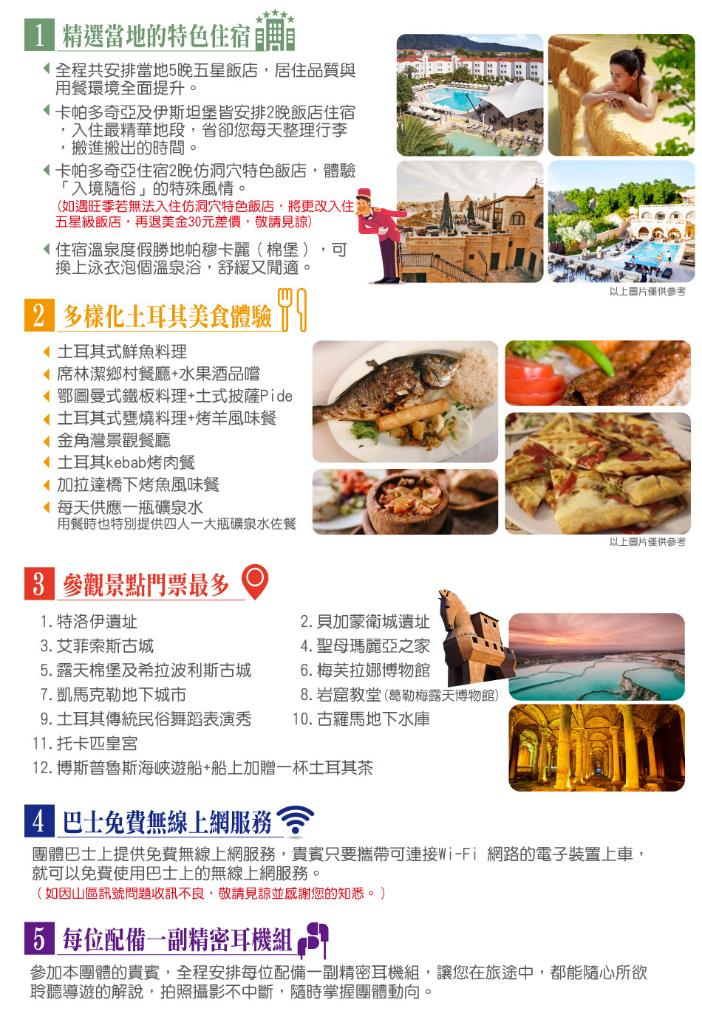 1 精選當地的特色住宿
全程共安排當地5晚五星飯店，居住品質與
用餐環境全面提升。
卡帕多奇亞及伊斯坦堡皆安排2晚飯店住宿
，入住最精華地段，省卻您每天整理行李
，搬進搬出的時間。
卡帕多奇亞住宿2晚仿洞穴特色飯店，體驗
「入境隨俗」的特殊風情。
(如遇旺季若無法入住仿洞穴特色飯店，將更改入住
五星級飯店，再退美金30元差價，敬請見諒)
住宿溫泉度假勝地帕穆卡麗（棉堡），可
換上泳衣泡個溫泉浴，舒緩又閒適。
以上圖片僅供參考
2 多樣化土耳其美食體驗
土耳其式鮮魚料理
席林潔鄉村餐廳+水果酒品嚐
鄂圖曼式鐵板料理+土式披薩Pide
土耳其式甕燒料理+烤羊風味餐
金角灣景觀餐廳
土耳其kebab烤肉餐
加拉達橋下烤魚風味餐
每天供應一瓶礦泉水
用餐時也特別提供四人一大瓶礦泉水佐餐
以上圖片僅供參考
3 參觀景點門票最多
1. 特洛伊遺址
2. 貝加蒙衛城遺址
3. 艾菲索斯古城
4. 聖母瑪麗亞之家
5. 露天棉堡及希拉波利斯古城
6. 梅芙拉娜博物館
7. 凱馬克勒地下城市
8. 岩窟教堂(葛勒梅露天博物館)
9. 土耳其傳統民俗舞蹈表演秀
10. 古羅馬地下水庫
11. 托卡匹皇宮
12. 博斯普魯斯海峽遊船+船上加贈一杯土耳其茶
4 巴士免費無線上網服務
團體巴士上提供免費無線上網服務，貴賓只要攜帶可連接Wi-Fi 網路的電子裝置上車，
就可以免費使用巴士上的無線上網服務。
（如因山區訊號問題收訊不良，敬請見諒並感謝您的知悉。）
5 每位配備一副精密耳機組
參加本團體的貴賓，全程安排每位配備一副精密耳機組，讓您在旅途中，都能隨心所欲
聆聽導遊的解說，拍照攝影不中斷，隨時掌握團體動向。